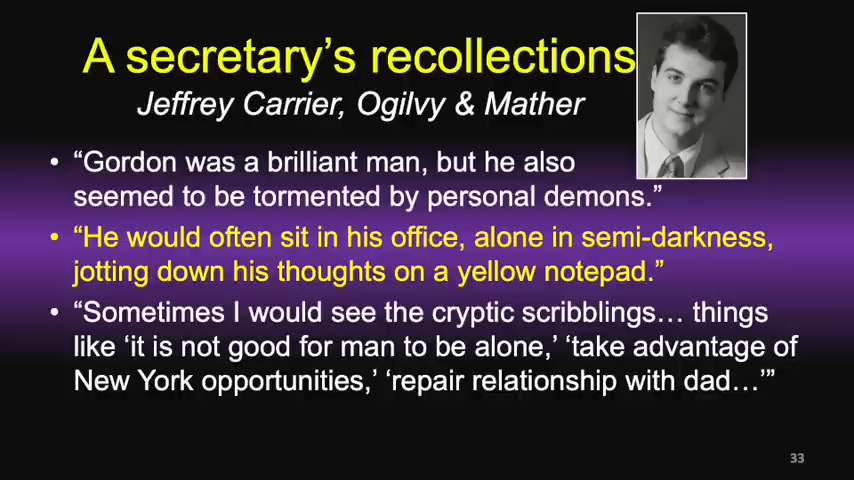 A secretary’s recollections
Jeffrey Carrier, Ogilvy & Mather
• “Gordon was a brilliant man, but he also
seemed to be tormented by personal demons.”
• “He would often sit in his office, alone in semi-darkness,
jotting down his thoughts on a yellow notepad.”
• “Sometimes I would see the cryptic scribblings… things
like ‘it is not good for man to be alone,’ ‘take advantage of
New York opportunities,’ ‘repair relationship with dad…’”
33